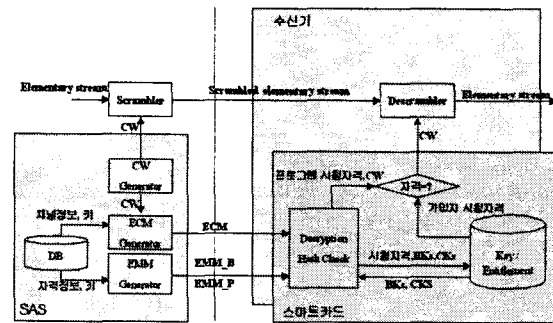 수신기
Elementary stream
Scrambler
Scrambled elementary stream
Descrambler
Elementary stream
CW
CW
CW
Generator
프로그램 시청자격, CW
자격=?
CW
채널정보, 키
ECM
Generator
ECM
가입자 시청자격
Decryption
Hash Check
DB
EMM
Generator
EMM_B
시청자격, BKs, CKs
Key /
Entitlement
자격정보, 키
EMM_P
BKs, CKS
SAS
스마트카드